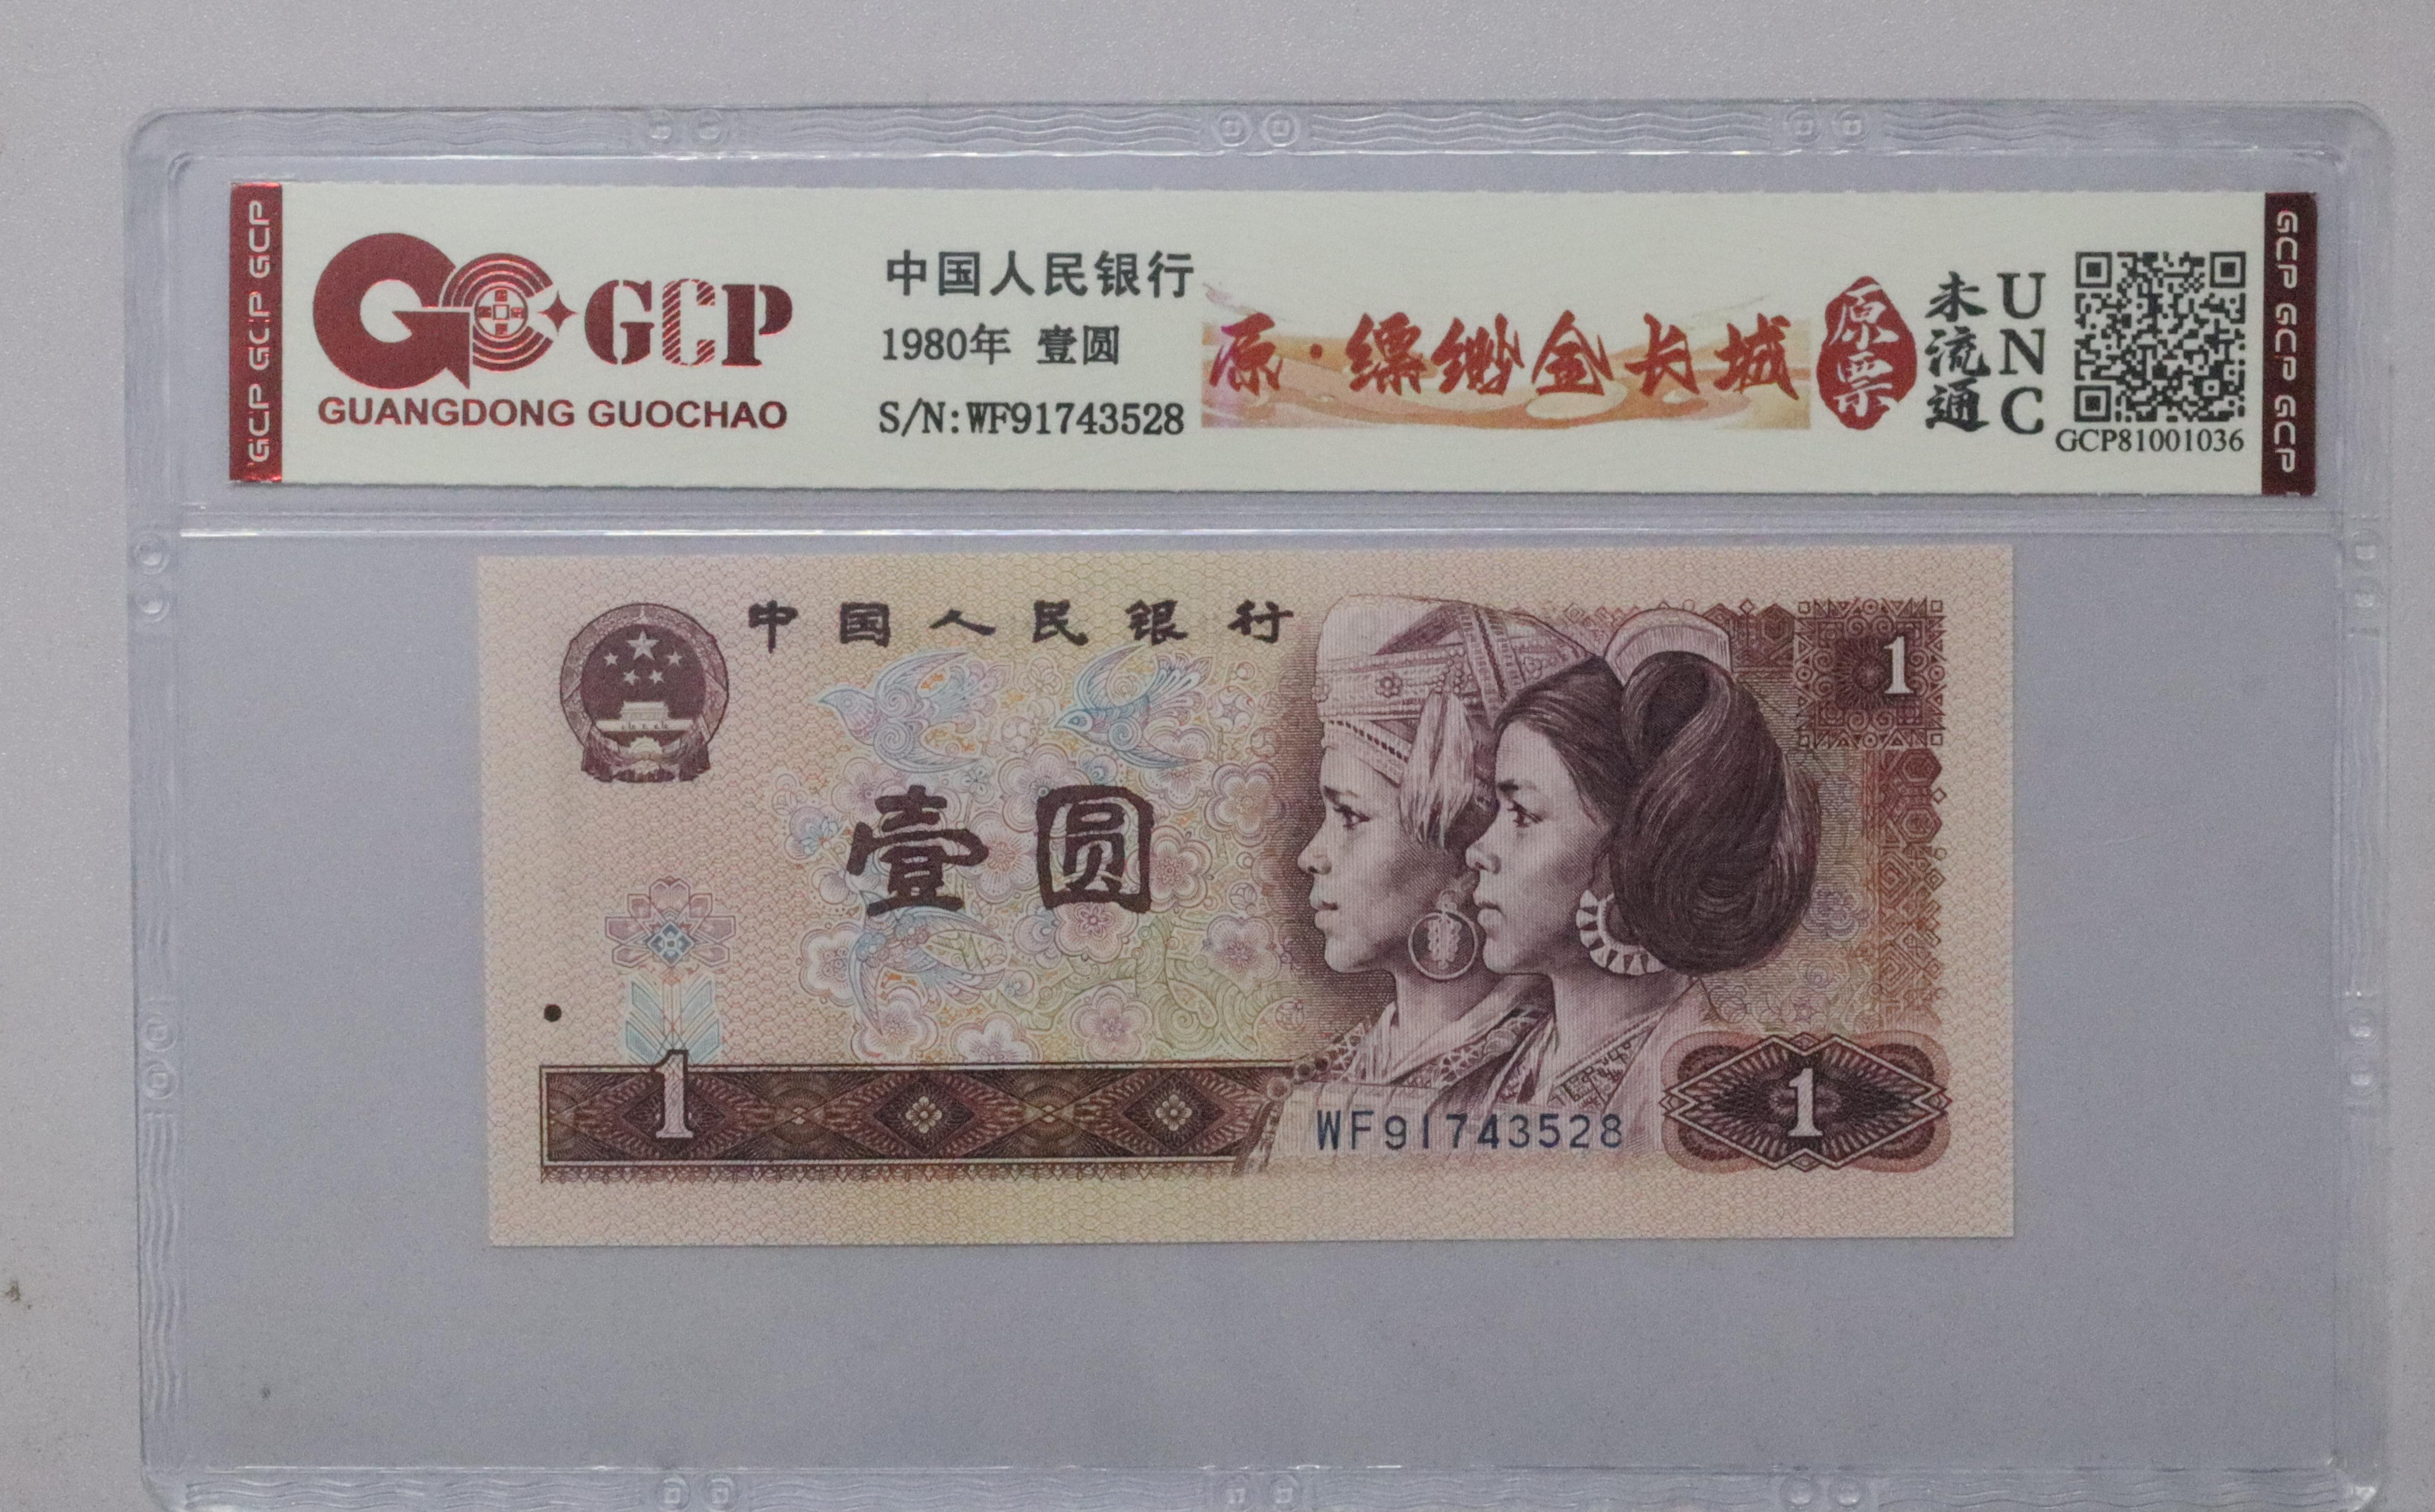 GCP GCP GCP
GCP
GUANGDONG GUOCHAO
中国人民银行
1980年 壹圆
S/N:WF91743528
原·缥缈金长城
原票
未流通
UNC
GCP81001036
GCP GCP GCP
中国人民银行
1
壹圆
1
WF91743528
1